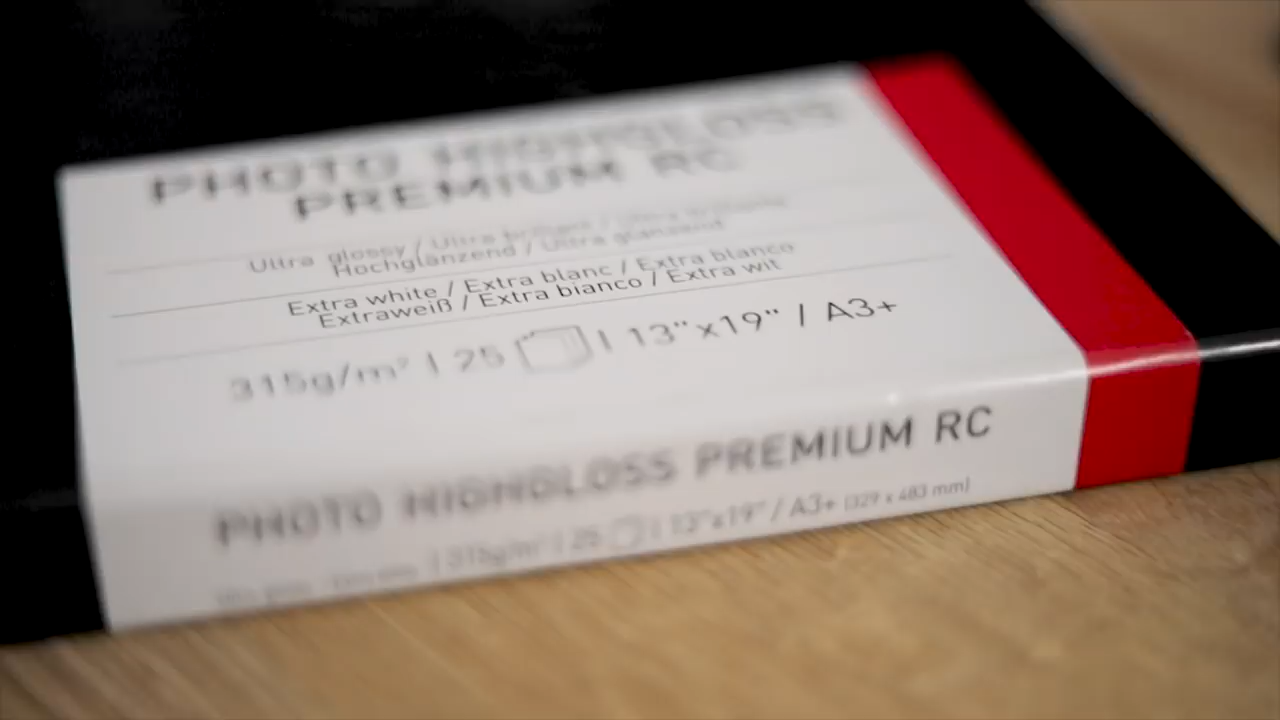 PHOTO HIGHGLOSS
PREMIUM RC
Ultra glossy / Ultra brillant / Ultra brillante
Hochglänzend / Ultra glanzend
Extra white / Extra blanc / Extra blanco
Extraweiß / Extra bianco / Extra wit
315g/m² | 25 | 13"x19" / A3+
PHOTO HIGHGLOSS PREMIUM RC
| 315g/m² | 25 | 13"x19" / A3+ (329 x 483 mm)